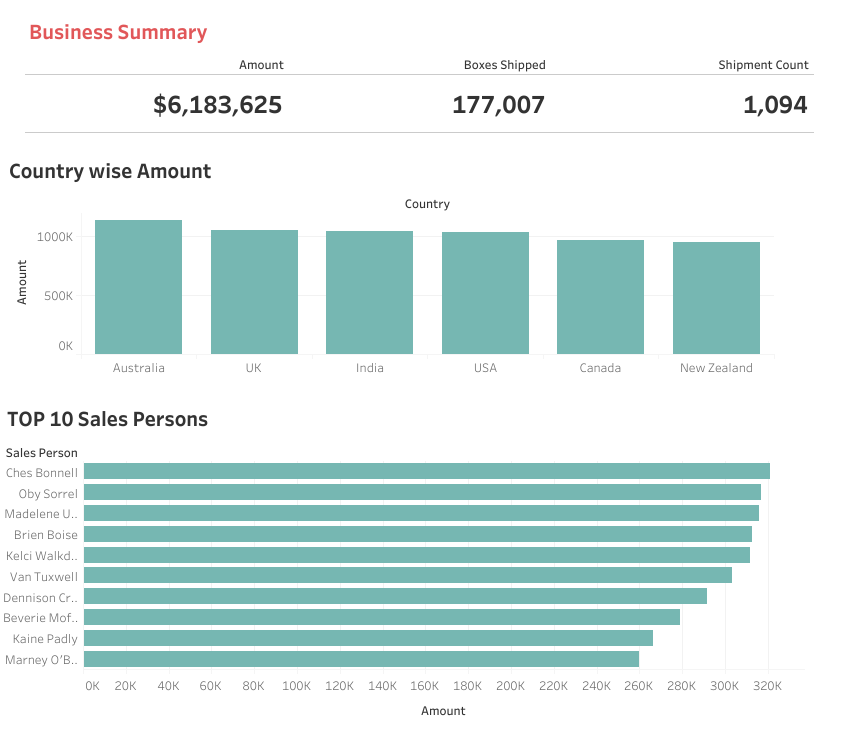 Business Summary
Amount Boxes Shipped Shipment Count
$6,183,625 177,007 1,094
Country wise Amount
Country
Amount
1000K
500K
0K
Australia UK India USA Canada New Zealand
TOP 10 Sales Persons
Sales Person
Ches Bonnell
Oby Sorrel
Madelene U..
Brien Boise
Kelci Walkd..
Van Tuxwell
Dennison Cr..
Beverie Mof..
Kaine Padly
Marney O'B..
0K 20K 40K 60K 80K 100K 120K 140K 160K 180K 200K 220K 240K 260K 280K 300K 320K
Amount